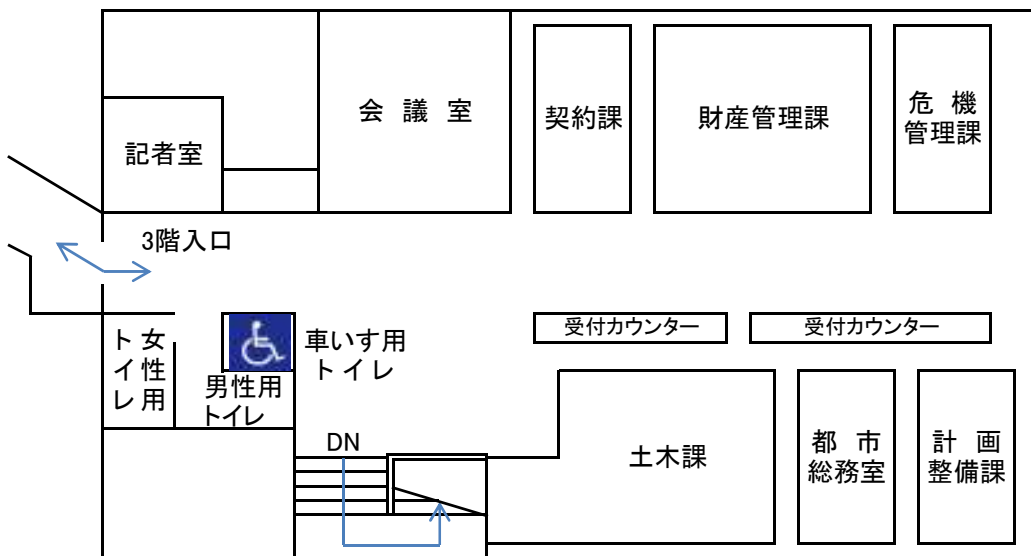 会 議 室
契約課
財産管理課
危 機
管理課
記者室
3階入口
女性用
トイレ
車いす用
ト イ レ
男性用
トイレ
受付カウンター
受付カウンター
DN
土木課
都 市
総務室
計 画
整備課